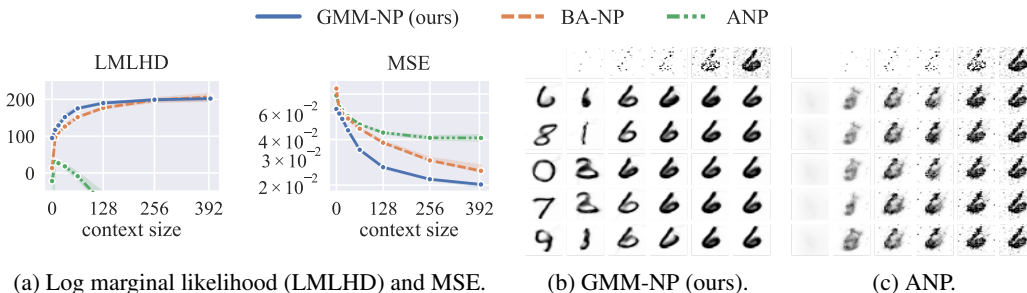 GMM-NP (ours) BA-NP ANP
LMLHD
200
100
0
0 128 256 392
context size
MSE
6 × 10⁻²
4 × 10⁻²
3 × 10⁻²
2 × 10⁻²
0 128 256 392
context size
(a) Log marginal likelihood (LMLHD) and MSE.
(b) GMM-NP (ours).
(c) ANP.